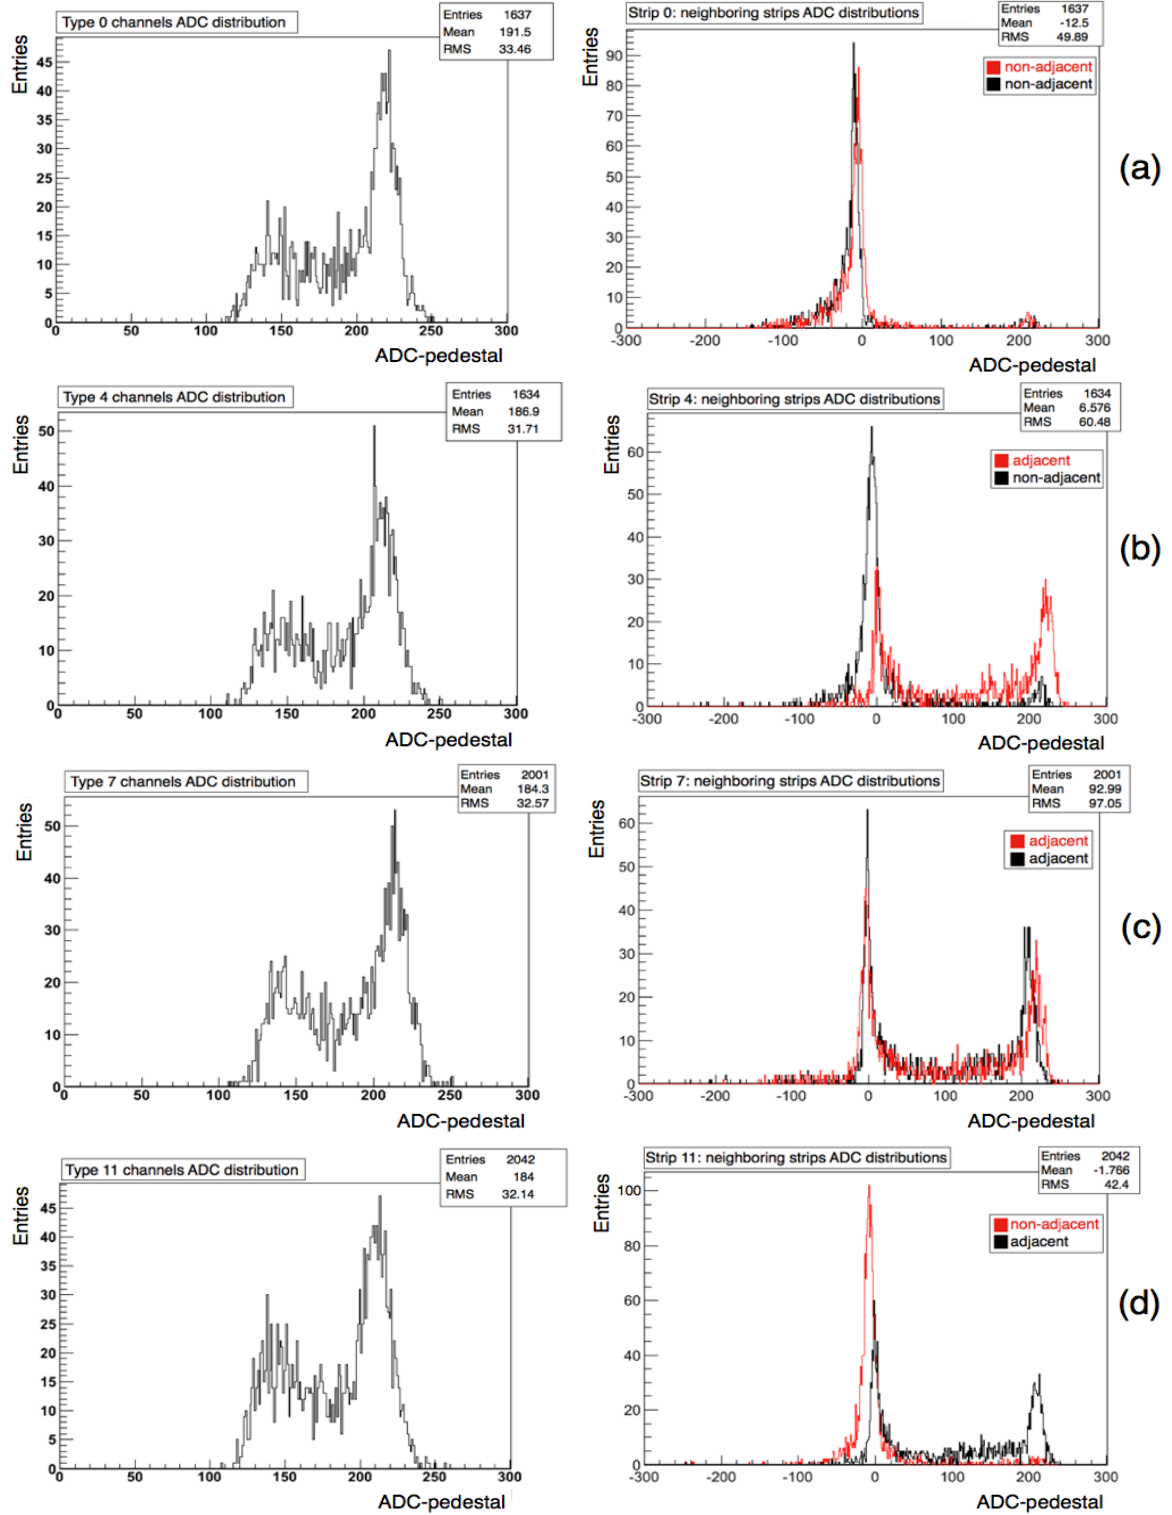 Type 0 channels ADC distribution
Entries 1637
Mean 191.5
RMS 33.46
Entries
45
40
35
30
25
20
15
10
5
0
0 50 100 150 200 250 300
ADC-pedestal
Strip 0: neighboring strips ADC distributions
Entries 1637
Mean -12.5
RMS 49.89
non-adjacent
non-adjacent
Entries
90
80
70
60
50
40
30
20
10
0
-300 -200 -100 0 100 200 300
ADC-pedestal
(a)
Type 4 channels ADC distribution
Entries 1634
Mean 186.9
RMS 31.71
Entries
50
40
30
20
10
0
0 50 100 150 200 250 300
ADC-pedestal
Strip 4: neighboring strips ADC distributions
Entries 1634
Mean 6.576
RMS 60.48
adjacent
non-adjacent
Entries
60
50
40
30
20
10
0
-300 -200 -100 0 100 200 300
ADC-pedestal
(b)
Type 7 channels ADC distribution
Entries 2001
Mean 184.3
RMS 32.57
Entries
50
40
30
20
10
0
0 50 100 150 200 250 300
ADC-pedestal
Strip 7: neighboring strips ADC distributions
Entries 2001
Mean 92.99
RMS 97.05
adjacent
adjacent
Entries
60
50
40
30
20
10
0
-300 -200 -100 0 100 200 300
ADC-pedestal
(c)
Type 11 channels ADC distribution
Entries 2042
Mean 184
RMS 32.14
Entries
45
40
35
30
25
20
15
10
5
0
0 50 100 150 200 250 300
ADC-pedestal
Strip 11: neighboring strips ADC distributions
Entries 2042
Mean -1.766
RMS 42.4
non-adjacent
adjacent
Entries
100
80
60
40
20
0
-300 -200 -100 0 100 200 300
ADC-pedestal
(d)